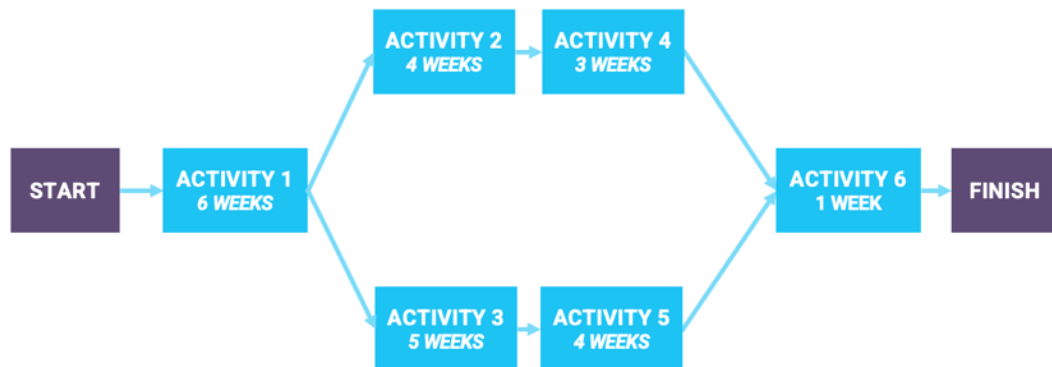 ACTIVITY 2
4 WEEKS
ACTIVITY 4
3 WEEKS
START
ACTIVITY 1
6 WEEKS
ACTIVITY 6
1 WEEK
FINISH
ACTIVITY 3
5 WEEKS
ACTIVITY 5
4 WEEKS